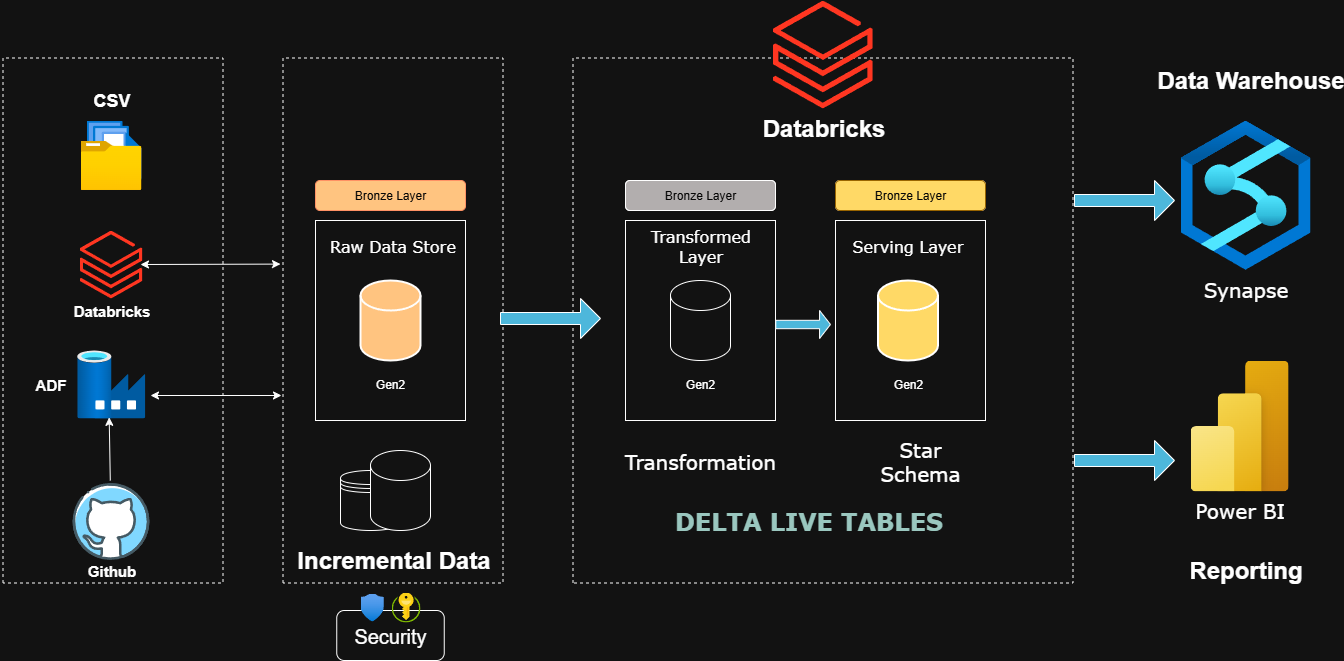 CSV
Databricks
ADF
Github
Bronze Layer
Raw Data Store
Gen2
Incremental Data
Security
Databricks
Bronze Layer
Transformed
Layer
Gen2
Transformation
Bronze Layer
Serving Layer
Gen2
Star
Schema
DELTA LIVE TABLES
Data Warehouse
Synapse
Power BI
Reporting